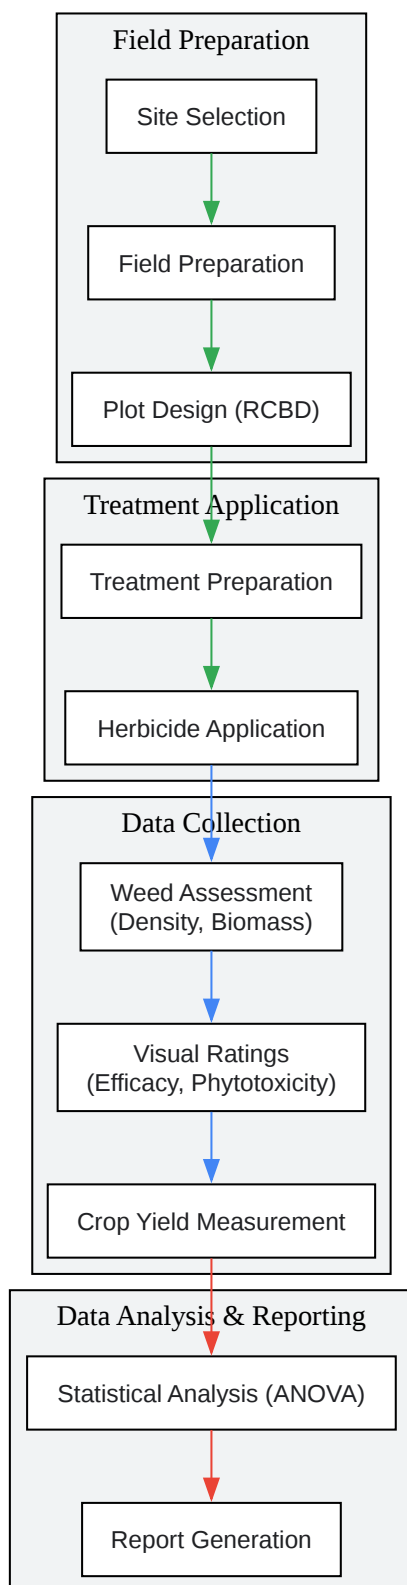 Field Preparation
Site Selection
Field Preparation
Plot Design (RCBD)
Treatment Application
Treatment Preparation
Herbicide Application
Data Collection
Weed Assessment
(Density, Biomass)
Visual Ratings
(Efficacy, Phytotoxicity)
Crop Yield Measurement
Data Analysis & Reporting
Statistical Analysis (ANOVA)
Report Generation